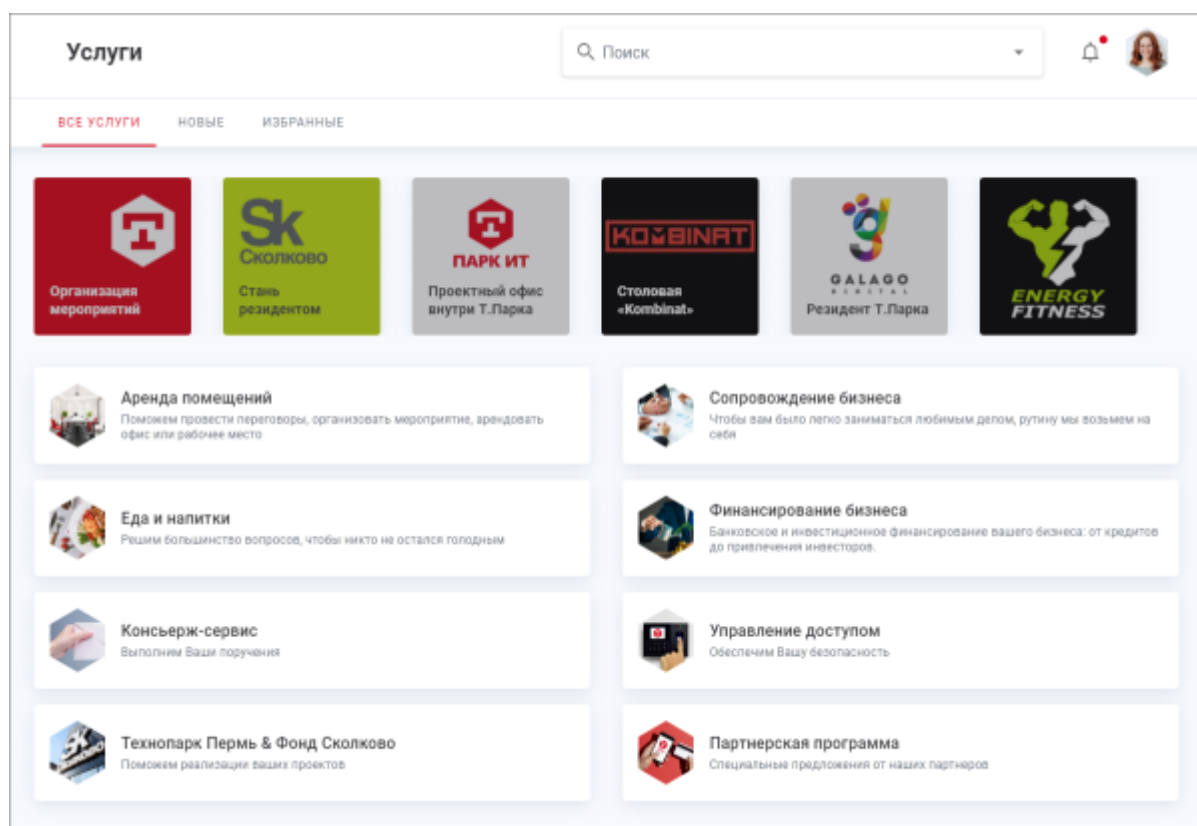 Услуги
Поиск
ВСЕ УСЛУГИ
НОВЫЕ
ИЗБРАННЫЕ
Организация
мероприятий
Sk
Сколково
Стань
резидентом
ПАРК ИТ
Проектный офис
внутри Т.Парка
KOMBINAT
Столовая
«Kombinat»
GALAGO
DIGITAL
Резидент Т.Парка
ENERGY
FITNESS
Аренда помещений
Поможем провести переговоры, организовать мероприятие, арендовать
офис или рабочее место
Сопровождение бизнеса
Чтобы вам было легко заниматься любимым делом, рутину мы возьмем на
себя
Еда и напитки
Решим большинство вопросов, чтобы никто не остался голодным
Финансирование бизнеса
Банковское и инвестиционное финансирование вашего бизнеса: от кредитов
до привлечения инвесторов.
Консьерж-сервис
Выполним Ваши поручения
Управление доступом
Обеспечим Вашу безопасность
Технопарк Пермь & Фонд Сколково
Поможем реализации ваших проектов
Партнерская программа
Специальные предложения от наших партнеров